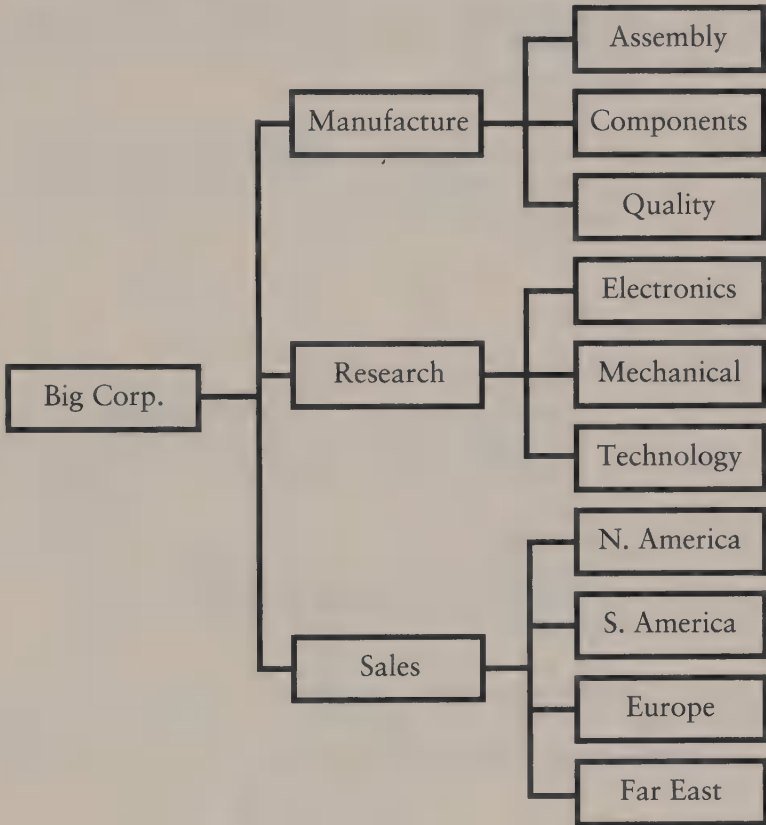 Big Corp.
Manufacture
Assembly
Components
Quality
Research
Electronics
Mechanical
Technology
Sales
N. America
S. America
Europe
Far East